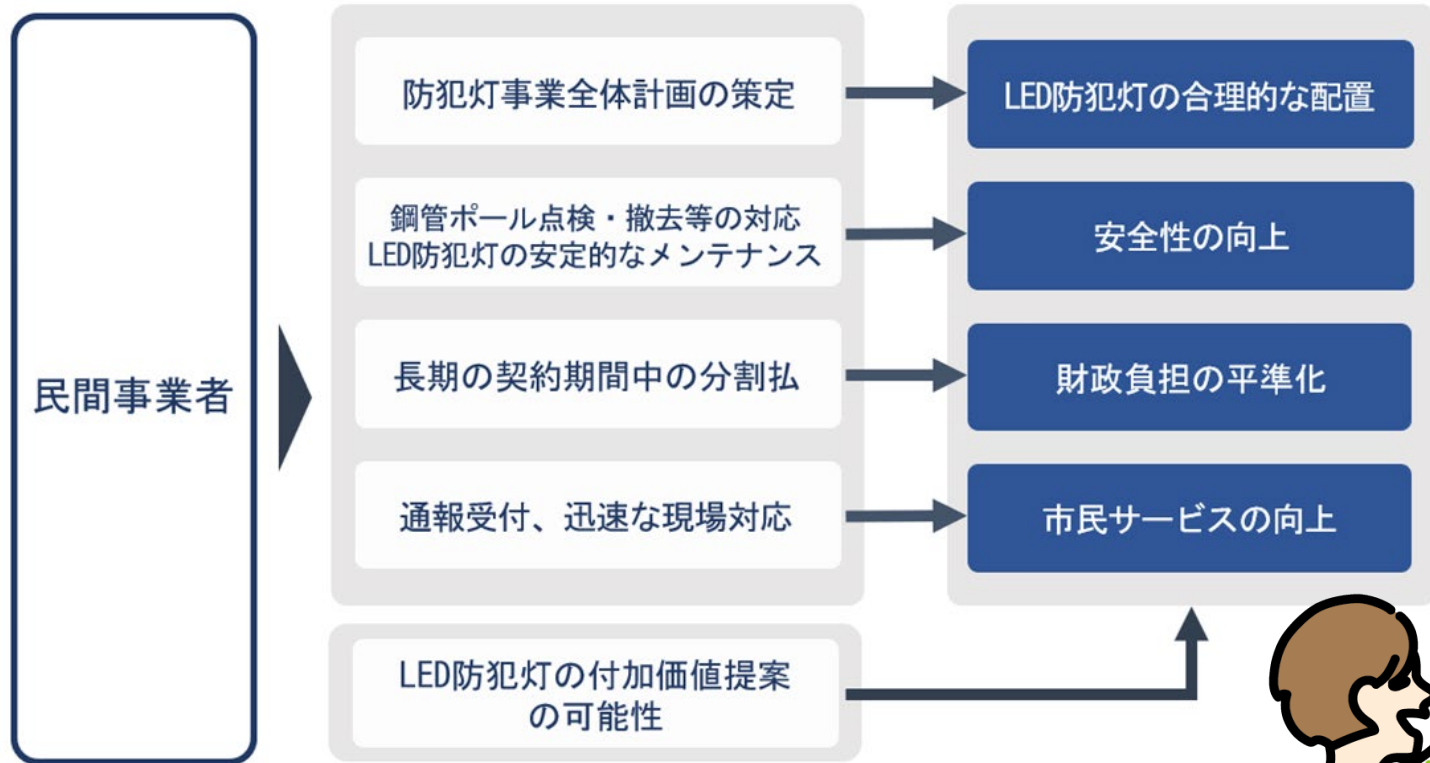 民間事業者
防犯灯事業全体計画の策定
LED防犯灯の合理的な配置
鋼管ポール点検・撤去等の対応
LED防犯灯の安定的なメンテナンス
安全性の向上
長期の契約期間中の分割払
財政負担の平準化
通報受付、迅速な現場対応
市民サービスの向上
LED防犯灯の付加価値提案
の可能性